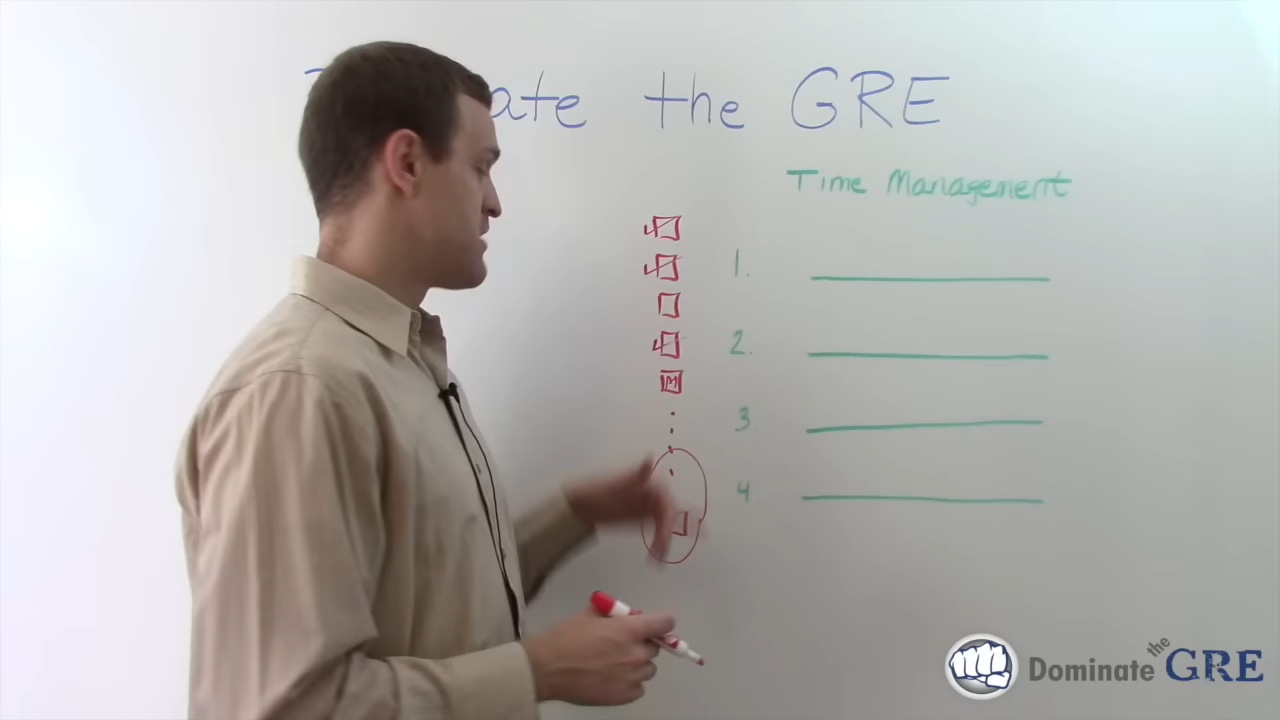 ate the GRE
Time Management
1.
2.
M
3.
4
Dominate the GRE